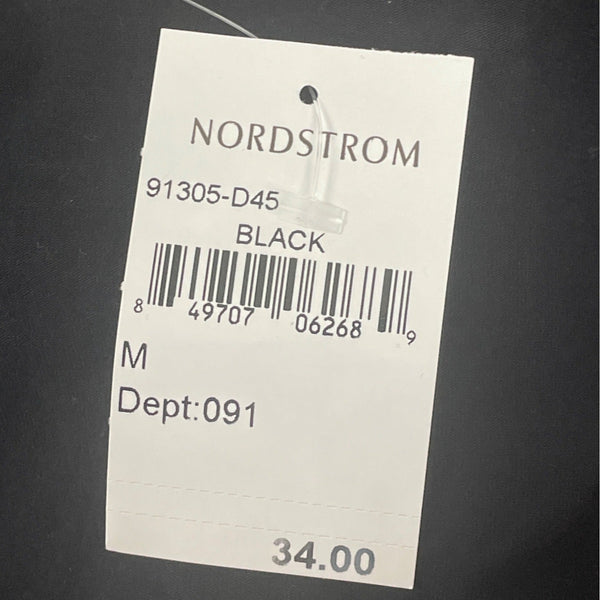 NORDSTROM
91305-D45
BLACK
8 49707 06268 9
M
Dept:091
34.00